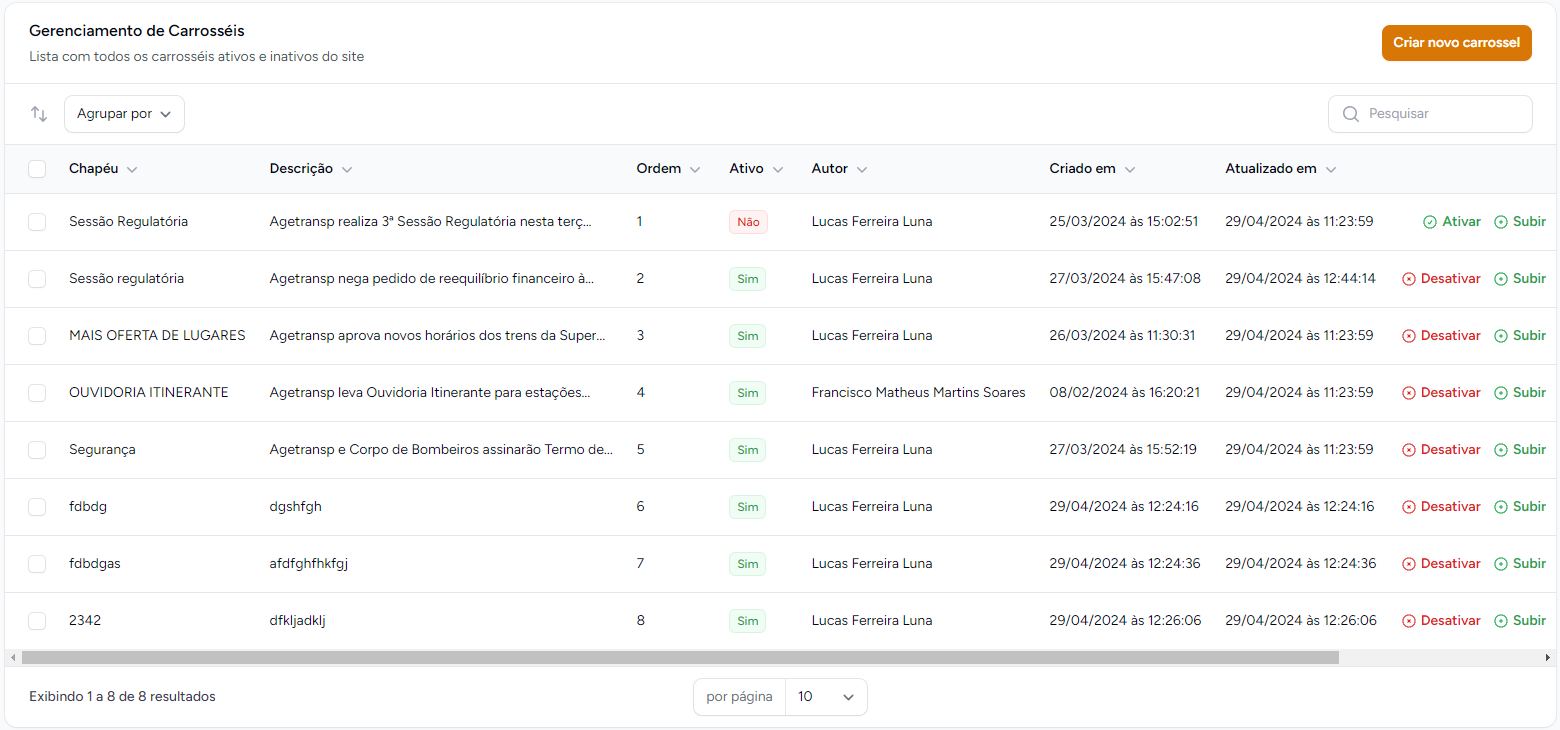 Gerenciamento de Carrosséis
Lista com todos os carrosséis ativos e inativos do site
Criar novo carrossel
Agrupar por
Pesquisar
Chapéu Descrição Ordem Ativo Autor Criado em Atualizado em
Sessão Regulatória Agetransp realiza 3ª Sessão Regulatória nesta terç... 1 Não Lucas Ferreira Luna 25/03/2024 às 15:02:51 29/04/2024 às 11:23:59 Ativar Subir
Sessão regulatória Agetransp nega pedido de reequilíbrio financeiro à... 2 Sim Lucas Ferreira Luna 27/03/2024 às 15:47:08 29/04/2024 às 12:44:14 Desativar Subir
MAIS OFERTA DE LUGARES Agetransp aprova novos horários dos trens da Super... 3 Sim Lucas Ferreira Luna 26/03/2024 às 11:30:31 29/04/2024 às 11:23:59 Desativar Subir
OUVIDORIA ITINERANTE Agetransp leva Ouvidoria Itinerante para estações... 4 Sim Francisco Matheus Martins Soares 08/02/2024 às 16:20:21 29/04/2024 às 11:23:59 Desativar Subir
Segurança Agetransp e Corpo de Bombeiros assinarão Termo de... 5 Sim Lucas Ferreira Luna 27/03/2024 às 15:52:19 29/04/2024 às 11:23:59 Desativar Subir
fdbdg dgshfgh 6 Sim Lucas Ferreira Luna 29/04/2024 às 12:24:16 29/04/2024 às 12:24:16 Desativar Subir
fdbdgas afdfghfhkfgj 7 Sim Lucas Ferreira Luna 29/04/2024 às 12:24:36 29/04/2024 às 12:24:36 Desativar Subir
2342 dfkljadklj 8 Sim Lucas Ferreira Luna 29/04/2024 às 12:26:06 29/04/2024 às 12:26:06 Desativar Subir
Exibindo 1 a 8 de 8 resultados por página 10